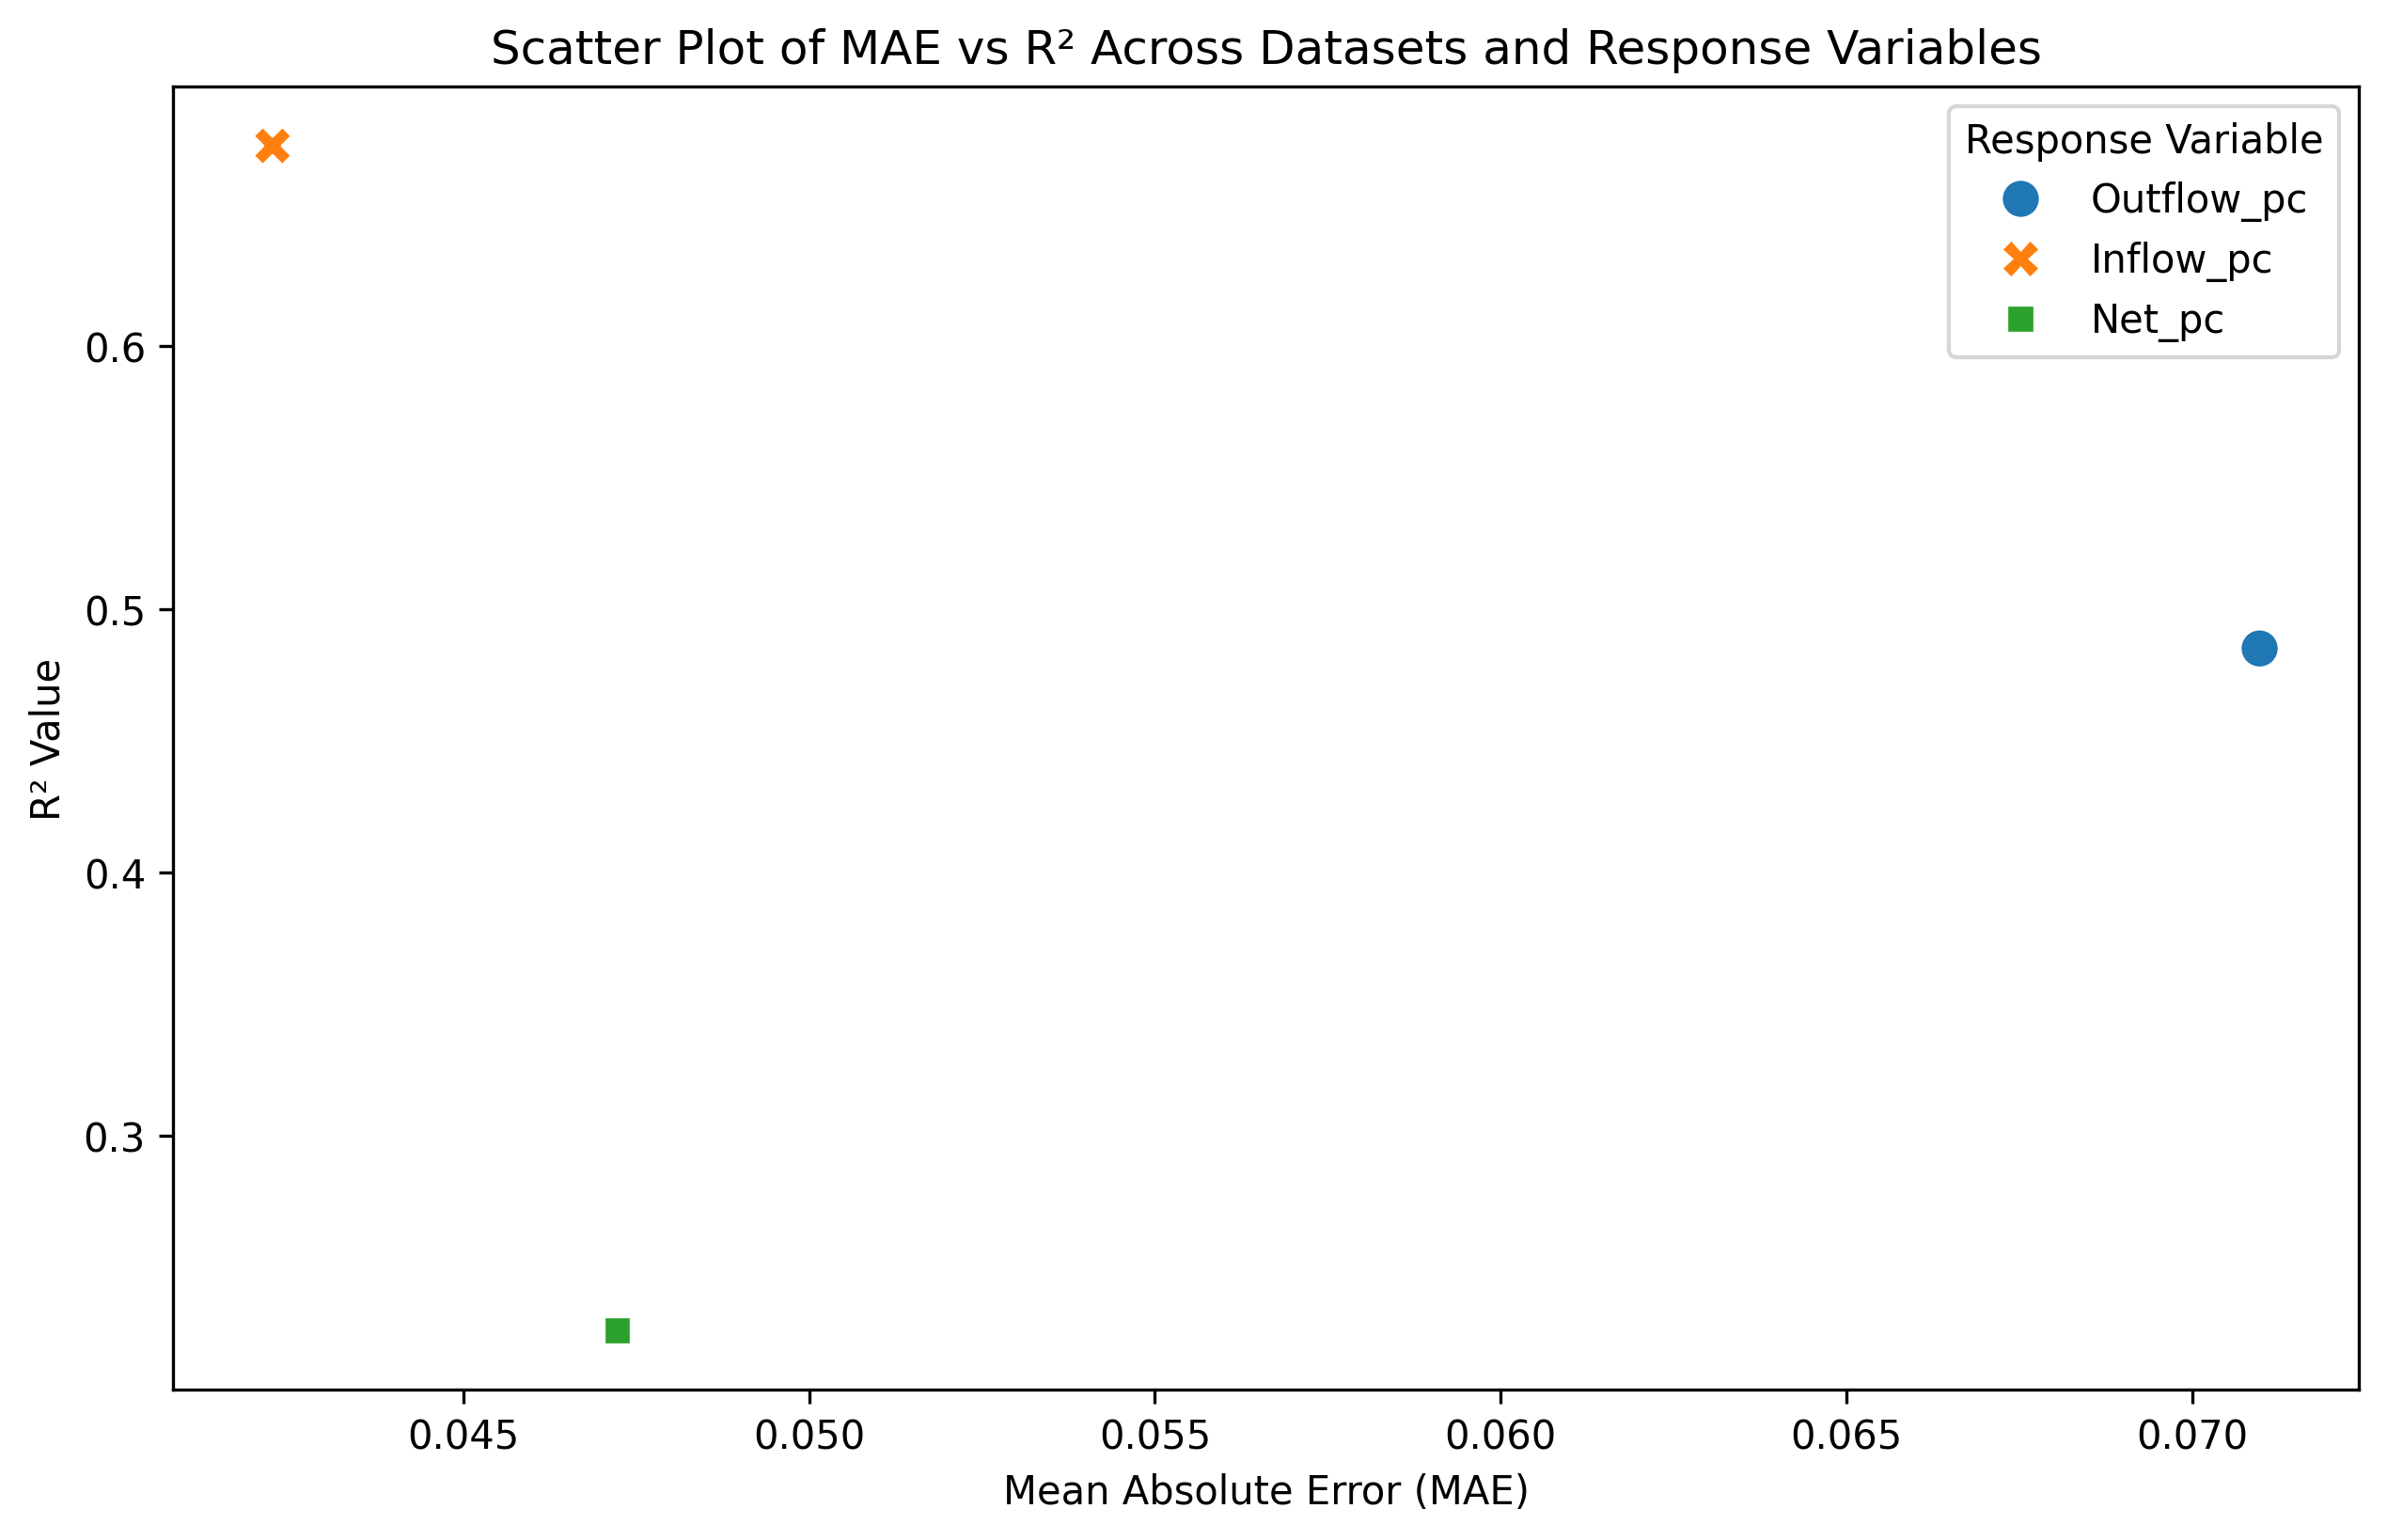 Scatter Plot of MAE vs R² Across Datasets and Response Variables
Response Variable
Outflow_pc
Inflow_pc
Net_pc
R² Value
0.6
0.5
0.4
0.3
0.045
0.050
0.055
0.060
0.065
0.070
Mean Absolute Error (MAE)